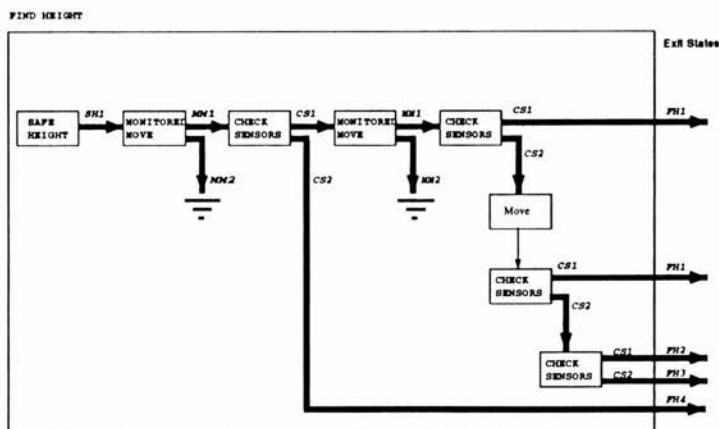 FIND HEIGHT
Exit States
SAFE HEIGHT
SH1
MONITORED MOVE
MM1
MM2
CHECK SENSORS
CS1
CS2
MONITORED MOVE
MM1
MM2
CHECK SENSORS
CS1
FH1
CS2
Move
CHECK SENSORS
CS1
FH1
CS2
CHECK SENSORS
CS1
FH2
CS2
FH3
FH4